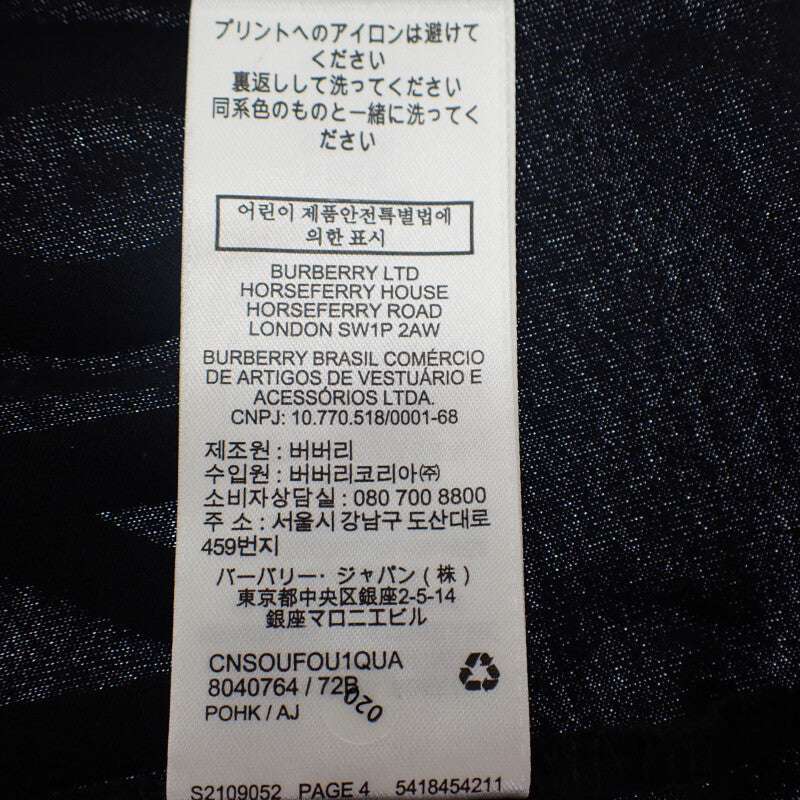 プリントへのアイロンは避けて
ください
裏返しして洗ってください
同系色のものと一緒に洗ってく
ださい
어린이 제품안전특별법에
의한 표시
BURBERRY LTD
HORSEFERRY HOUSE
HORSEFERRY ROAD
LONDON SW1P 2AW
BURBERRY BRASIL COMÉRCIO
DE ARTIGOS DE VESTUÁRIO E
ACESSÓRIOS LTDA.
CNPJ: 10.770.518/0001-68
제조원 : 버버리
수입원 : 버버리코리아㈜
소비자상담실 : 080 700 8800
주 소 : 서울시 강남구 도산대로
459번지
バーバリー・ジャパン ( 株 )
東京都中央区銀座2-5-14
銀座マロニエビル
CNSOUFOU1QUA
8040764 / 72B
020
POHK / AJ
S2109052 PAGE 4 5418454211